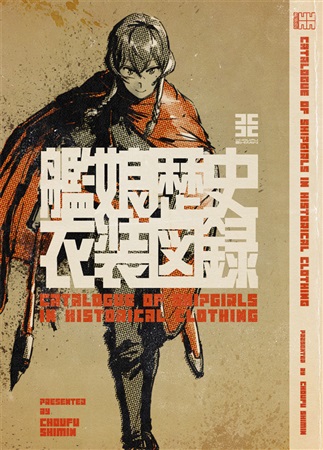 艦娘歴史
衣装図録
CATALOGUE OF SHIPGIRLS
IN HISTORICAL CLOTHING
PRESENTED
BY
CHOUFU
SHIMIN
CATALOGUE OF SHIPGIRLS IN HISTORICAL CLOTHING
PRESENTED BY CHOUFU SHIMIN